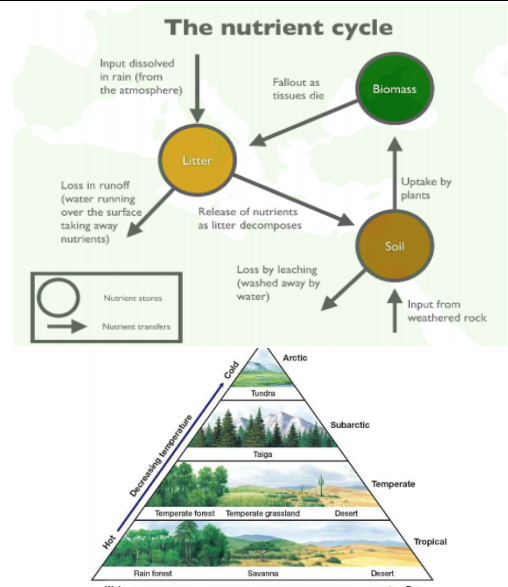 The nutrient cycle
Input dissolved
in rain (from
the atmosphere)
Fallout as
tissues die
Biomass
Litter
Loss in runoff
(water running
over the surface
taking away
nutrients)
Release of nutrients
as litter decomposes
Uptake by
plants
Soil
Loss by leaching
(washed away by
water)
Input from
weathered rock
Nutrient stores
Nutrient transfers
Arctic
Cold
Tundra
Decreasing temperature
Subarctic
Taiga
Temperate
Temperate forest Temperate grassland Desert
Hot
Tropical
Rain forest Savanna Desert